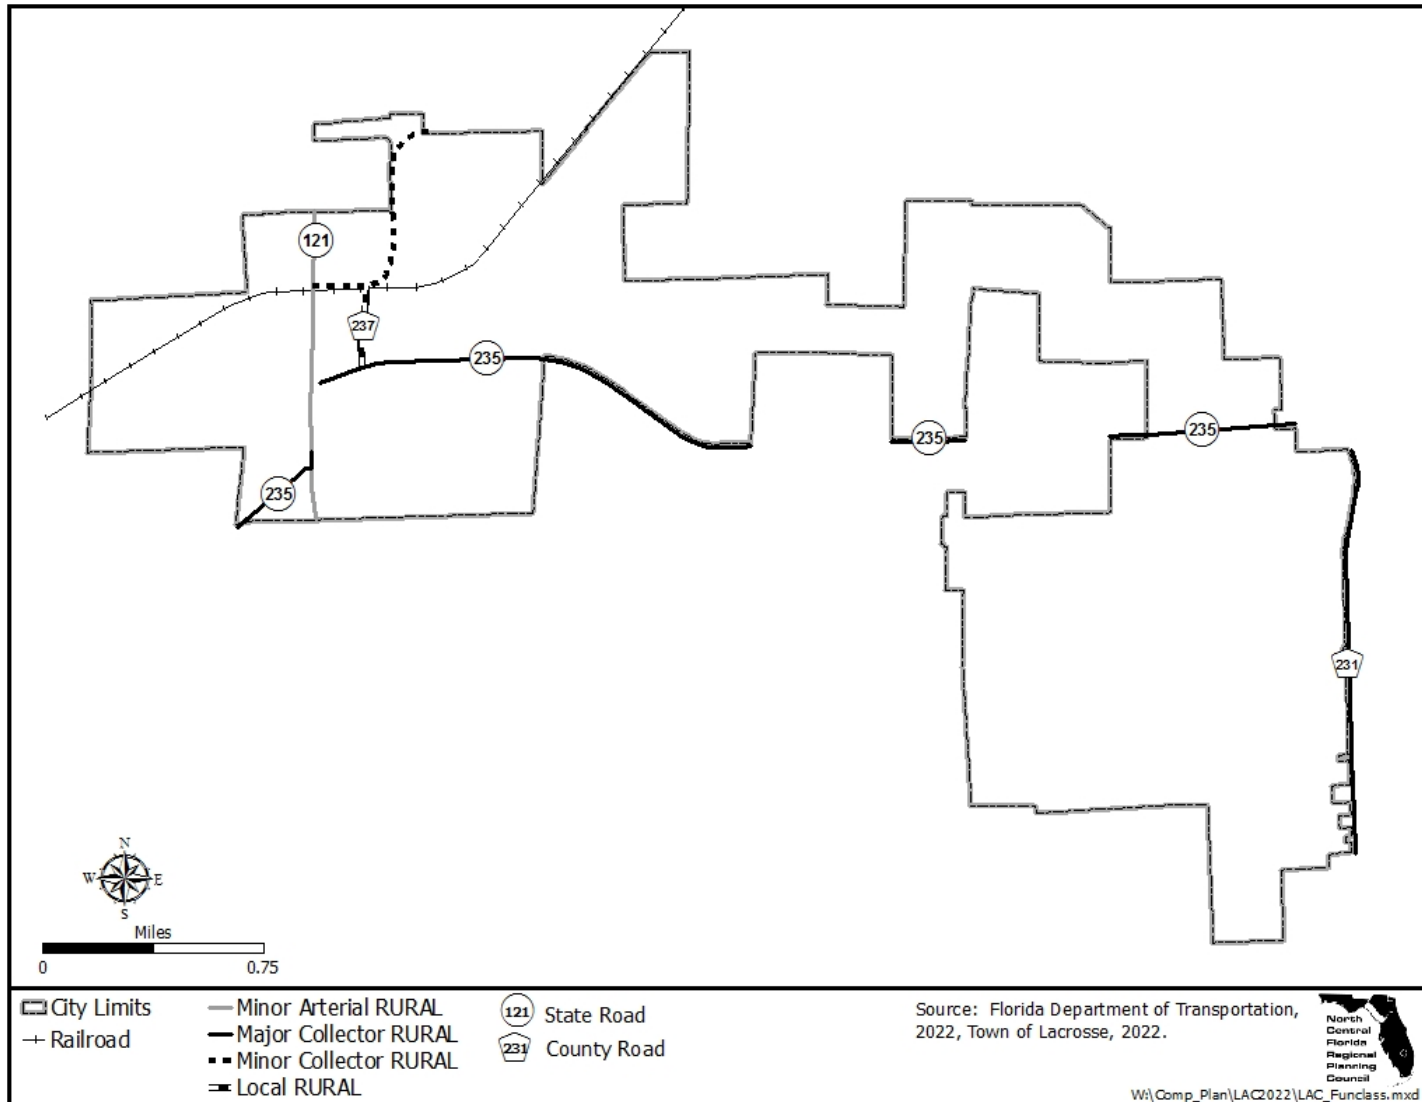 121
237
235
235
235
235
231
N
W E
S
Miles
0 0.75
City Limits
Railroad
Minor Arterial RURAL
Major Collector RURAL
Minor Collector RURAL
Local RURAL
121 State Road
231 County Road
Source: Florida Department of Transportation,
2022, Town of Lacrosse, 2022.
North
Central
Florida
Regional
Planning
Council
W:\Comp_Plan\LAC2022\LAC_Funclass.mxd